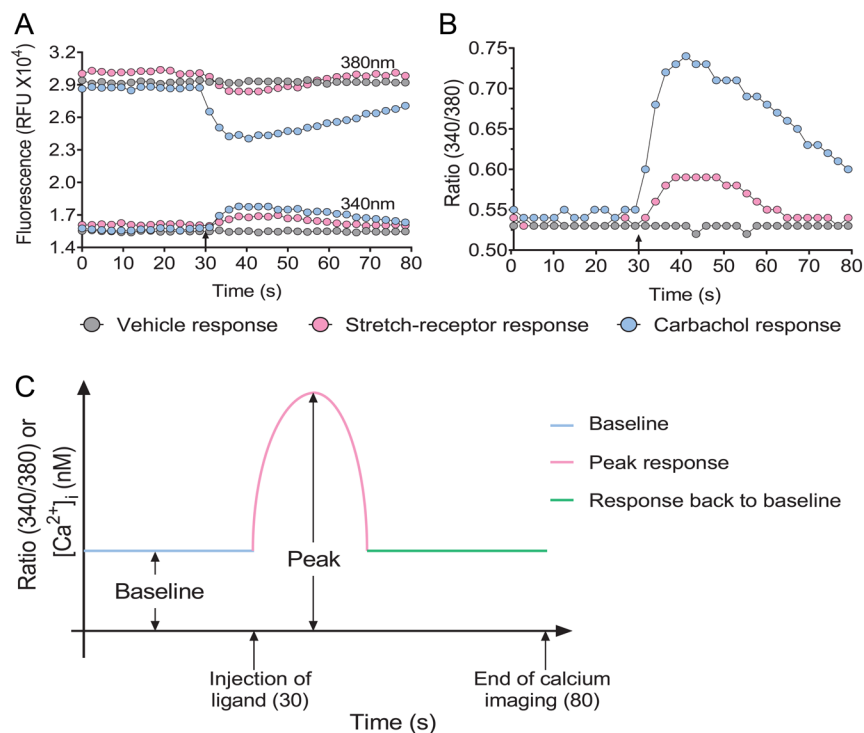 A
Fluorescence (RFU X10⁴)
3.2
2.9
2.6
2.3
2.0
1.7
1.4
380nm
340nm
0 10 20 30 40 50 60 70 80
Time (s)
B
Ratio (340/380)
0.75
0.70
0.65
0.60
0.55
0.50
0 10 20 30 40 50 60 70 80
Time (s)
Vehicle response Stretch-receptor response Carbachol response
C
Ratio (340/380) or
[Ca²⁺]ᵢ (nM)
Baseline
Peak
Baseline
Peak response
Response back to baseline
Injection of
ligand (30)
End of calcium
imaging (80)
Time (s)